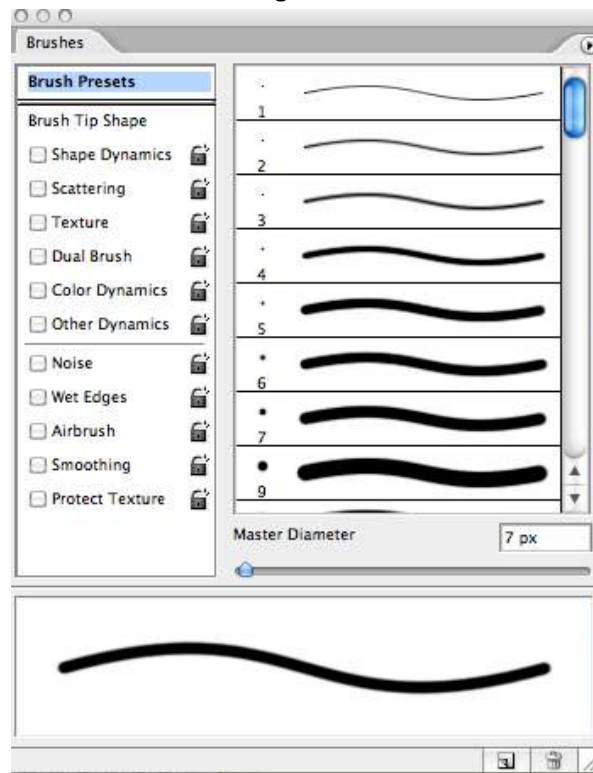 Brushes
Brush Presets
Brush Tip Shape
Shape Dynamics
Scattering
Texture
Dual Brush
Color Dynamics
Other Dynamics
Noise
Wet Edges
Airbrush
Smoothing
Protect Texture
1
2
3
4
5
6
7
9
Master Diameter
7 px